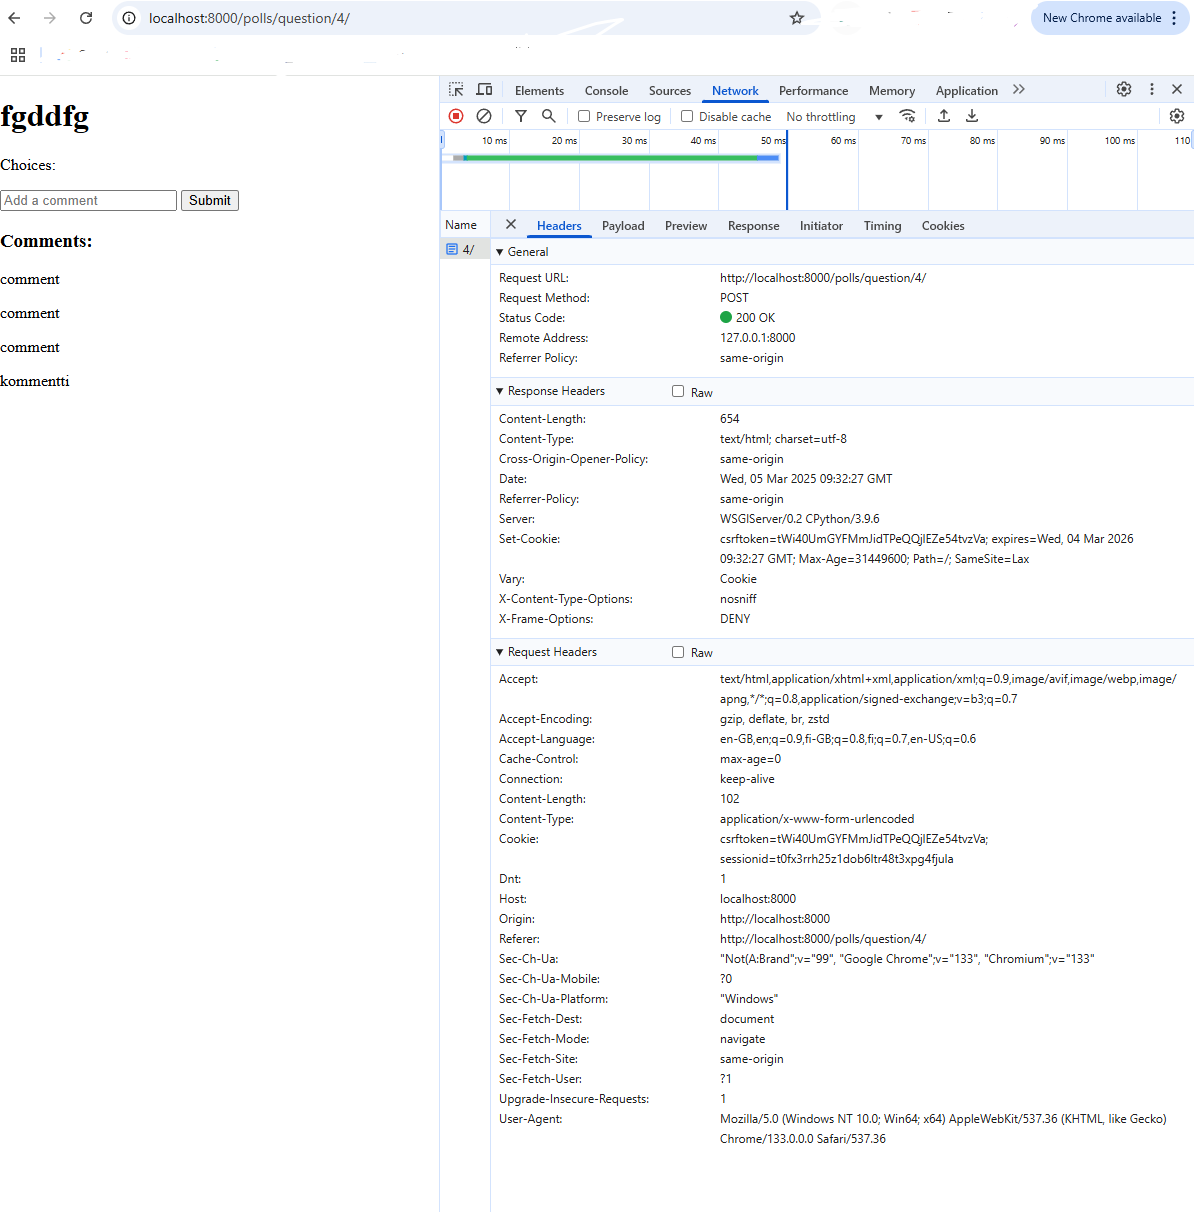 localhost:8000/polls/question/4/
New Chrome available
fgddfg
Choices:
Add a comment Submit
Comments:
comment
comment
comment
kommentti
Elements Console Sources Network Performance Memory Application
Preserve log Disable cache No throttling
10 ms 20 ms 30 ms 40 ms 50 ms 60 ms 70 ms 80 ms 90 ms 100 ms 110
Name Headers Payload Preview Response Initiator Timing Cookies
4/
General
Request URL: http://localhost:8000/polls/question/4/
Request Method: POST
Status Code: 200 OK
Remote Address: 127.0.0.1:8000
Referrer Policy: same-origin
Response Headers Raw
Content-Length: 654
Content-Type: text/html; charset=utf-8
Cross-Origin-Opener-Policy: same-origin
Date: Wed, 05 Mar 2025 09:32:27 GMT
Referrer-Policy: same-origin
Server: WSGIServer/0.2 CPython/3.9.6
Set-Cookie: csrftoken=tWi40UmGYFMmJidTPeQQjIEZe54tvzVa; expires=Wed, 04 Mar 2026
09:32:27 GMT; Max-Age=31449600; Path=/; SameSite=Lax
Vary: Cookie
X-Content-Type-Options: nosniff
X-Frame-Options: DENY
Request Headers Raw
Accept: text/html,application/xhtml+xml,application/xml;q=0.9,image/avif,image/webp,image/
apng,*/*;q=0.8,application/signed-exchange;v=b3;q=0.7
Accept-Encoding: gzip, deflate, br, zstd
Accept-Language: en-GB,en;q=0.9,fi-GB;q=0.8,fi;q=0.7,en-US;q=0.6
Cache-Control: max-age=0
Connection: keep-alive
Content-Length: 102
Content-Type: application/x-www-form-urlencoded
Cookie: csrftoken=tWi40UmGYFMmJidTPeQQjIEZe54tvzVa;
sessionid=t0fx3rrh25z1dob6ltr48t3xpg4fjula
Dnt: 1
Host: localhost:8000
Origin: http://localhost:8000
Referer: http://localhost:8000/polls/question/4/
Sec-Ch-Ua: "Not(A:Brand";v="99", "Google Chrome";v="133", "Chromium";v="133"
Sec-Ch-Ua-Mobile: ?0
Sec-Ch-Ua-Platform: "Windows"
Sec-Fetch-Dest: document
Sec-Fetch-Mode: navigate
Sec-Fetch-Site: same-origin
Sec-Fetch-User: ?1
Upgrade-Insecure-Requests: 1
User-Agent: Mozilla/5.0 (Windows NT 10.0; Win64; x64) AppleWebKit/537.36 (KHTML, like Gecko)
Chrome/133.0.0.0 Safari/537.36